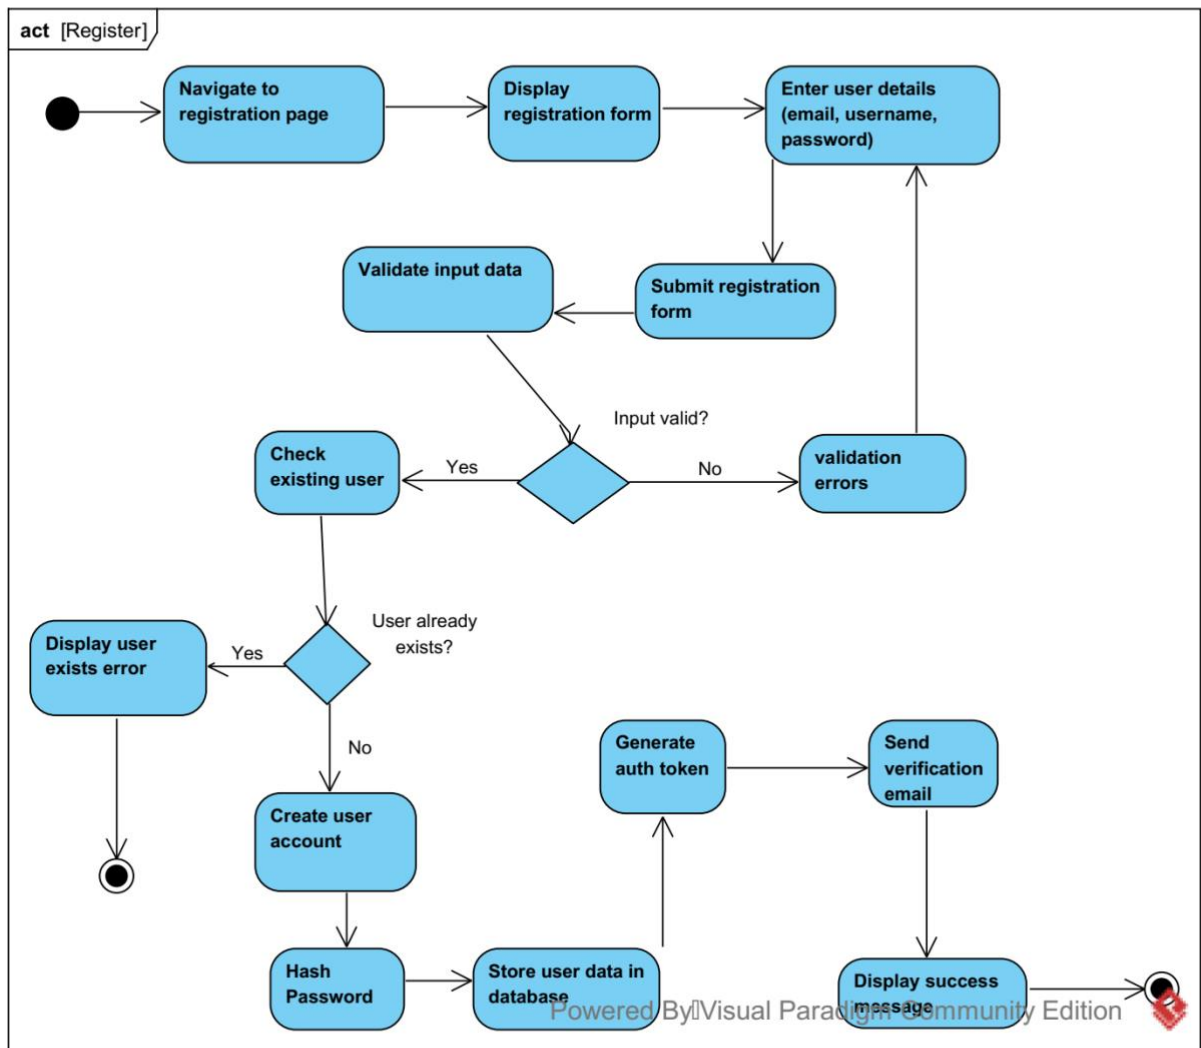 act [Register]
Navigate to
registration page
Display
registration form
Enter user details
(email, username,
password)
Validate input data
Submit registration
form
Input valid?
Check
existing user
Yes
No
validation
errors
User already
exists?
Display user
exists error
Yes
No
Generate
auth token
Send
verification
email
Create user
account
Hash
Password
Store user data in
database
Display success
message
Powered By Visual Paradigm Community Edition